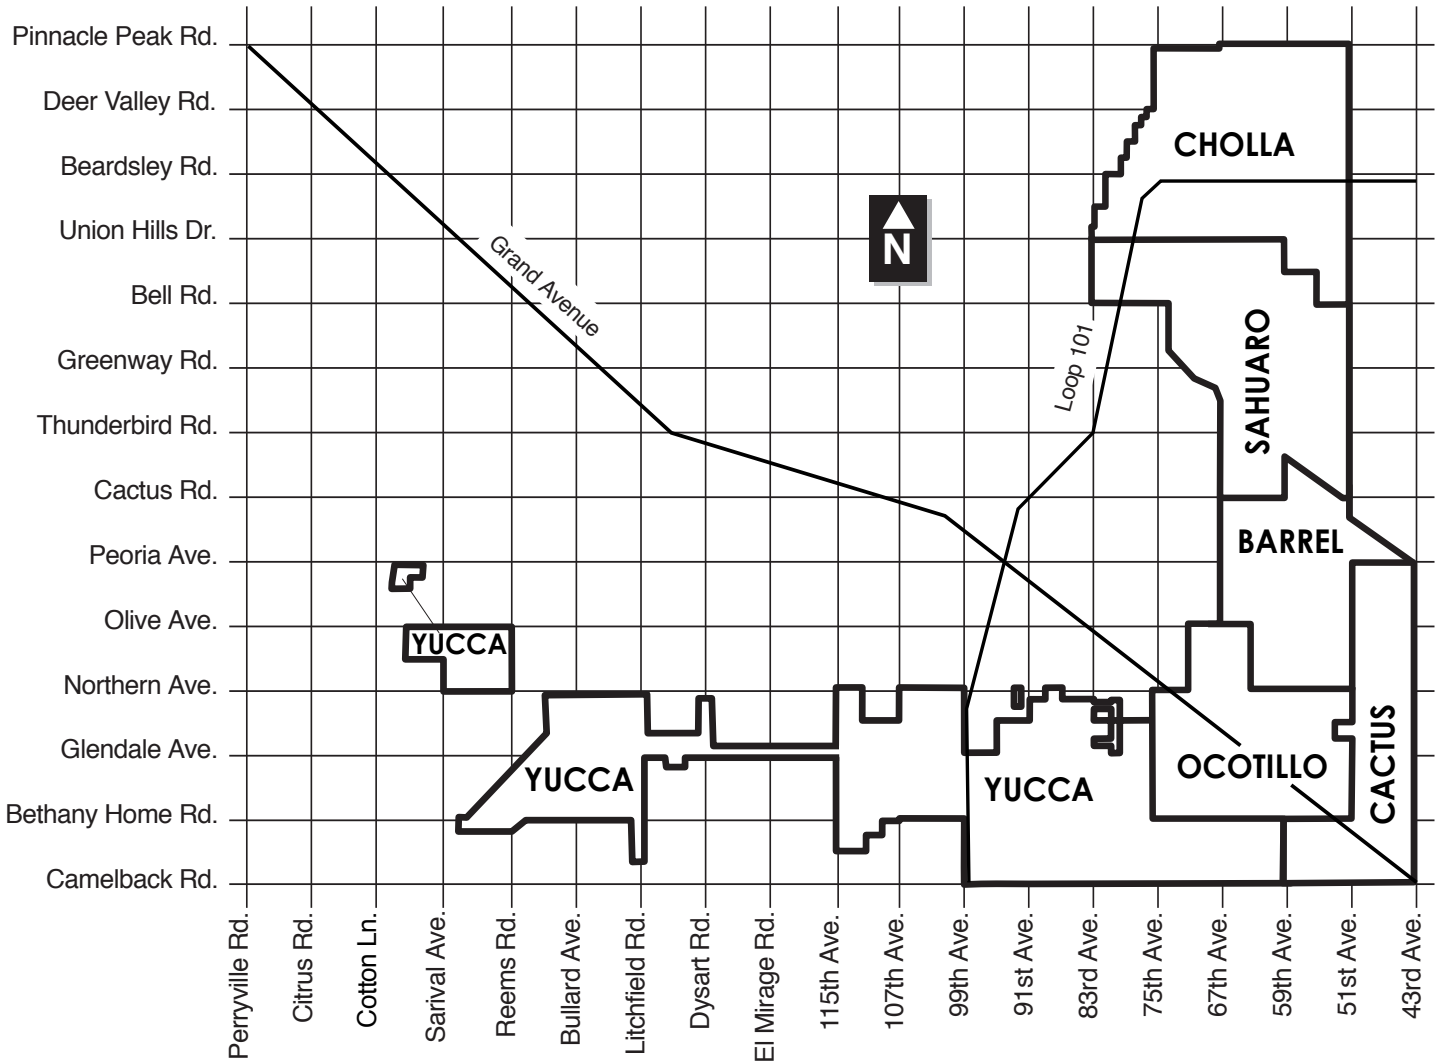 Pinnacle Peak Rd.
Deer Valley Rd.
Beardsley Rd.
Union Hills Dr.
Bell Rd.
Greenway Rd.
Thunderbird Rd.
Cactus Rd.
Peoria Ave.
Olive Ave.
Northern Ave.
Glendale Ave.
Bethany Home Rd.
Camelback Rd.
CHOLLA
N
Grand Avenue
Loop 101
SAHUARO
BARREL
YUCCA
YUCCA
YUCCA
OCOTILLO
CACTUS
Perryville Rd.
Citrus Rd.
Cotton Ln.
Sarival Ave.
Reems Rd.
Bullard Ave.
Litchfield Rd.
Dysart Rd.
El Mirage Rd.
115th Ave.
107th Ave.
99th Ave.
91st Ave.
83rd Ave.
75th Ave.
67th Ave.
59th Ave.
51st Ave.
43rd Ave.